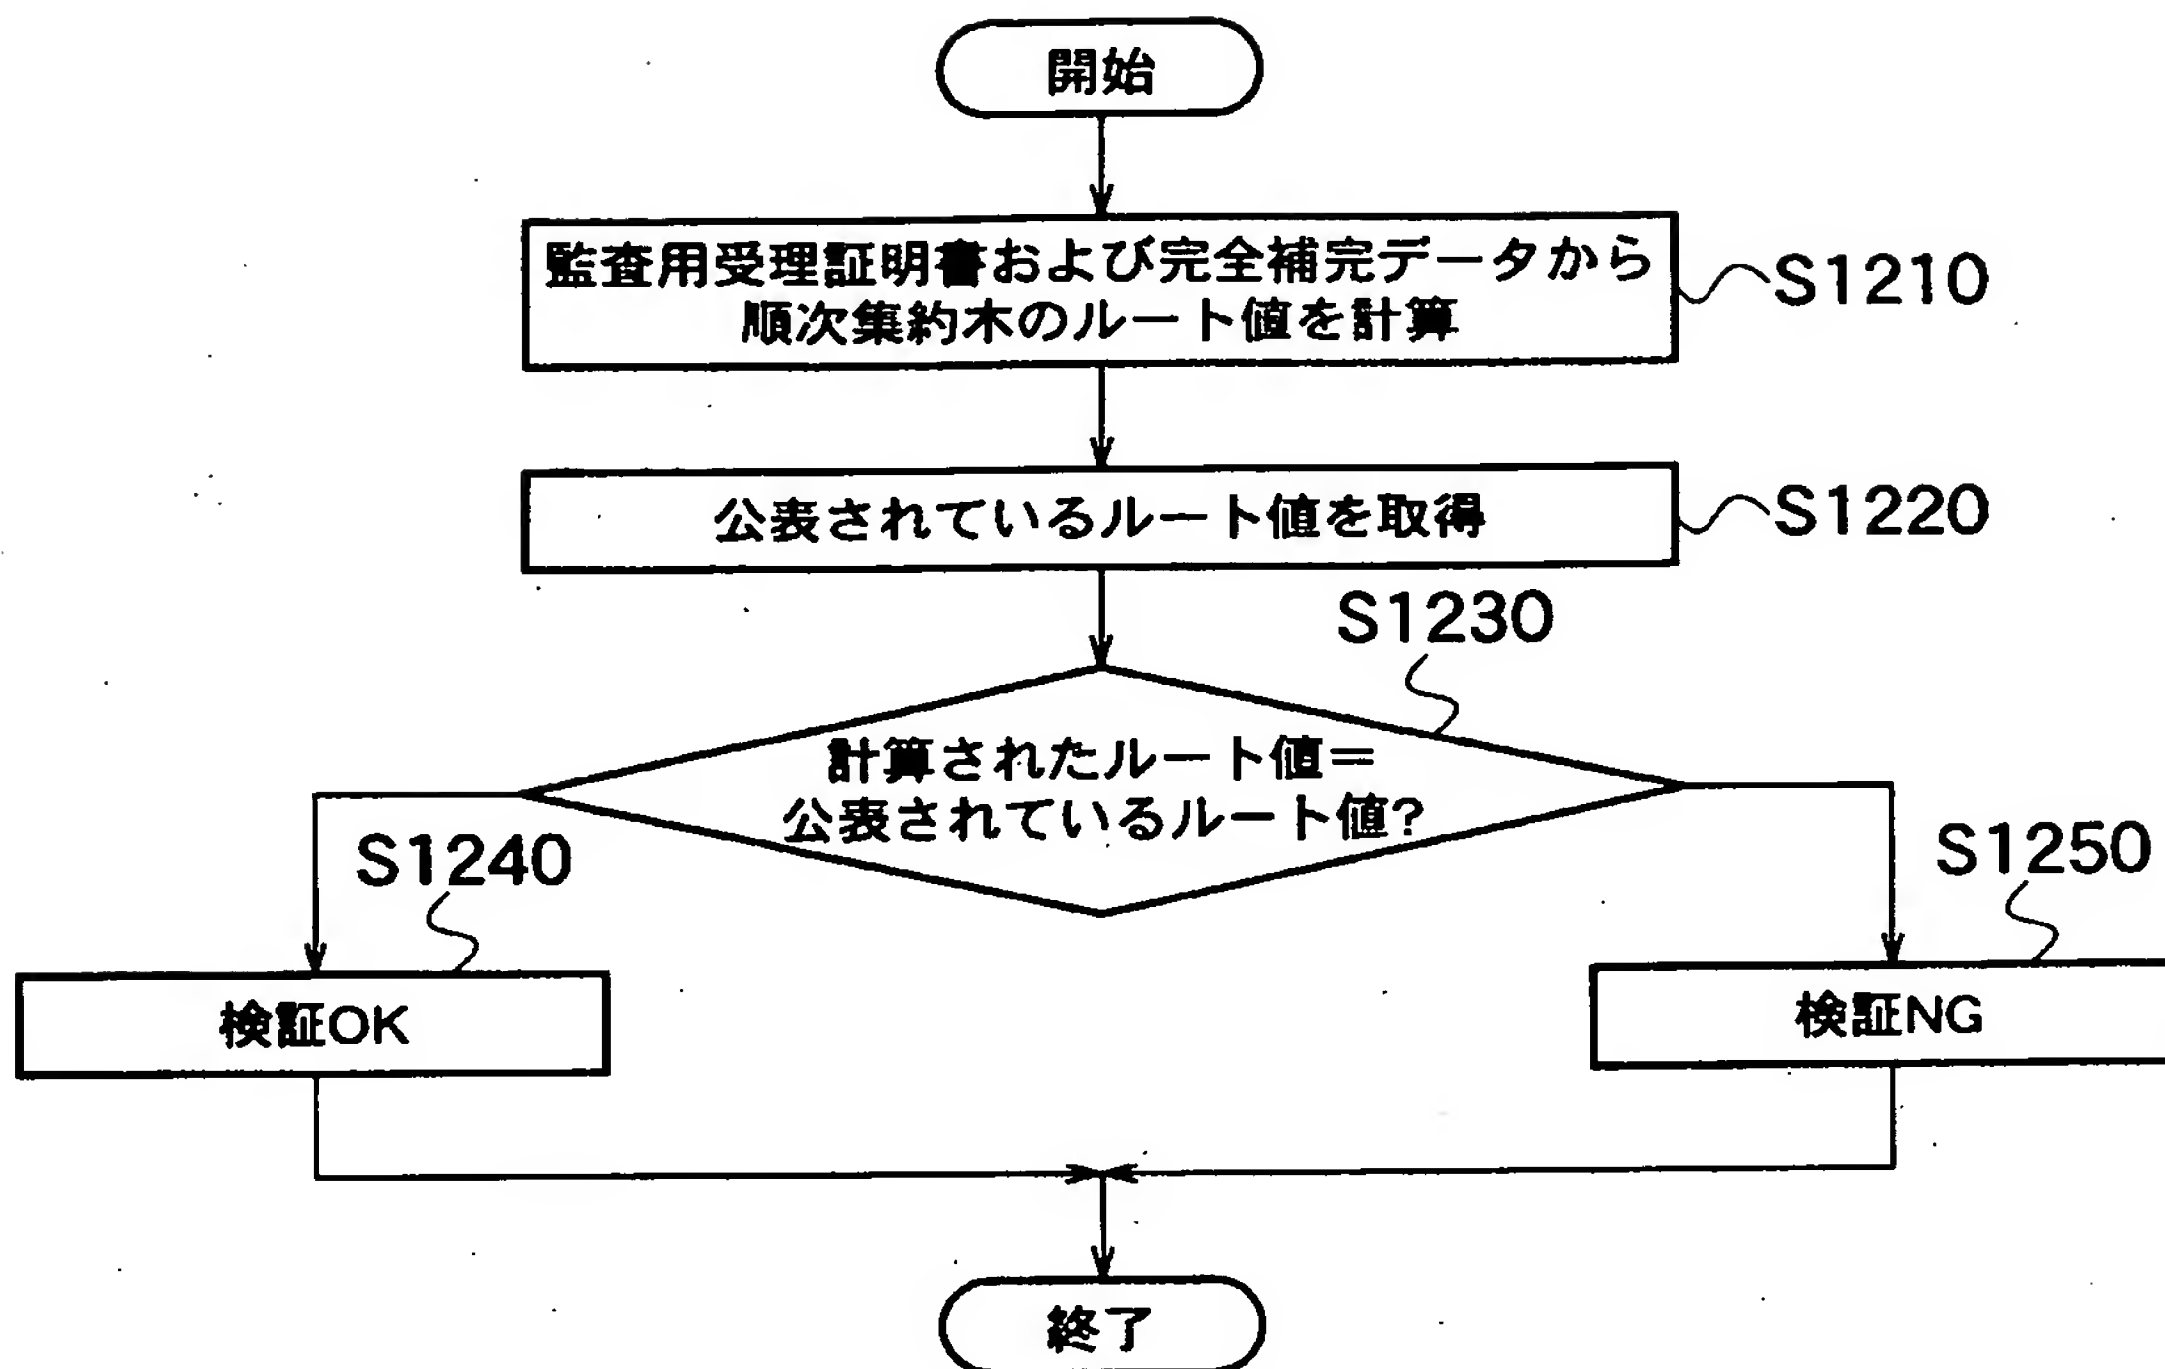 開始
監査用受理証明書および完全補完データから
順次集約木のルート値を計算
S1210
公表されているルート値を取得
S1220
S1230
計算されたルート値＝
公表されているルート値?
S1240
検証OK
S1250
検証NG
終了